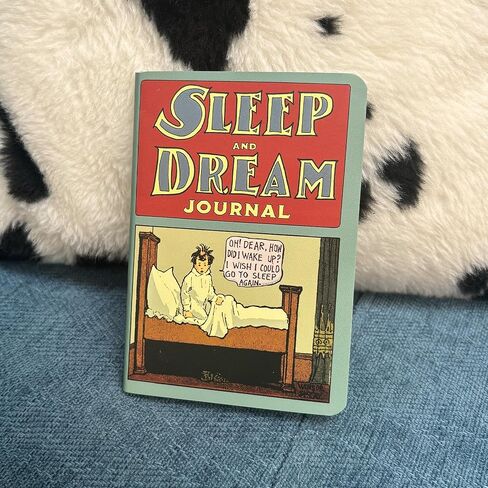 SLEEP
AND
DREAM
JOURNAL
OH! DEAR, HOW
DID I WAKE UP?
I WISH I COULD
GO TO SLEEP
AGAIN.